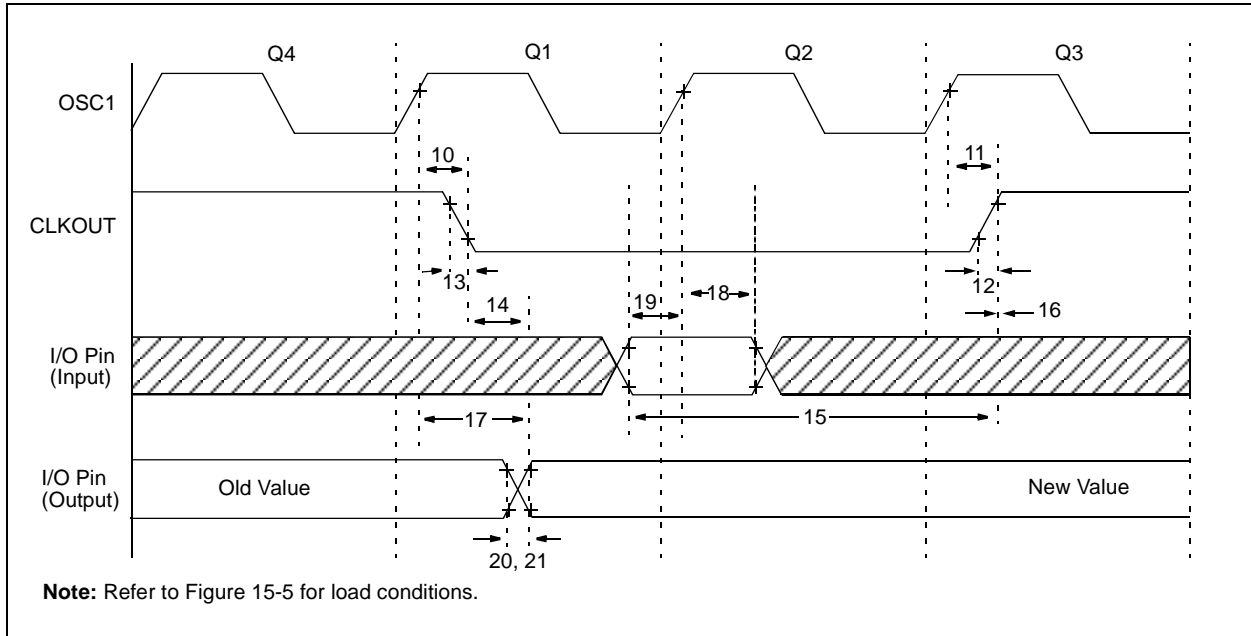 Q4 Q1 Q2 Q3
OSC1
10 11
CLKOUT
13 12
14 19 18 16
I/O Pin
(Input)
17 15
I/O Pin
(Output)
Old Value New Value
20, 21
Note: Refer to Figure 15-5 for load conditions.